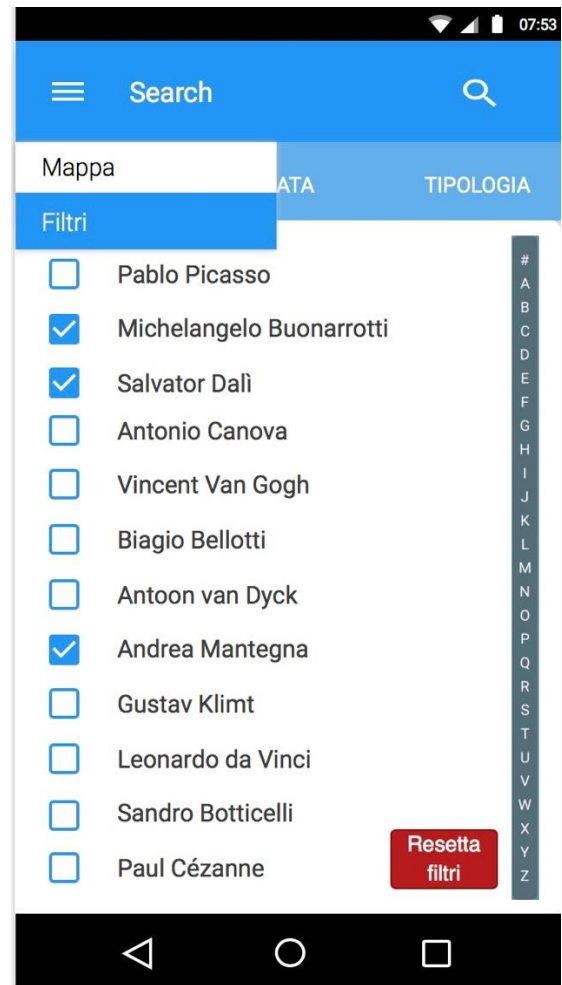 07:53
Search
Mappa
ATA
TIPOLOGIA
Filtri
Pablo Picasso
Michelangelo Buonarrotti
Salvator Dalì
Antonio Canova
Vincent Van Gogh
Biagio Bellotti
Antoon van Dyck
Andrea Mantegna
Gustav Klimt
Leonardo da Vinci
Sandro Botticelli
Paul Cézanne
Resetta
filtri
#
A
B
C
D
E
F
G
H
I
J
K
L
M
N
O
P
Q
R
S
T
U
V
W
X
Y
Z